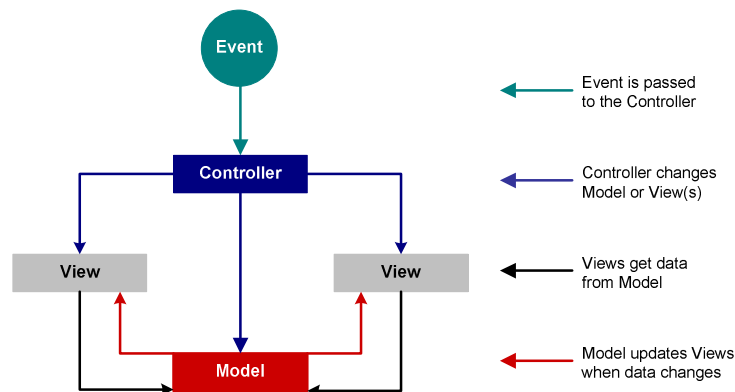 Event
Event is passed
to the Controller
Controller
Controller changes
Model or View(s)
View
View
Views get data
from Model
Model
Model updates Views
when data changes